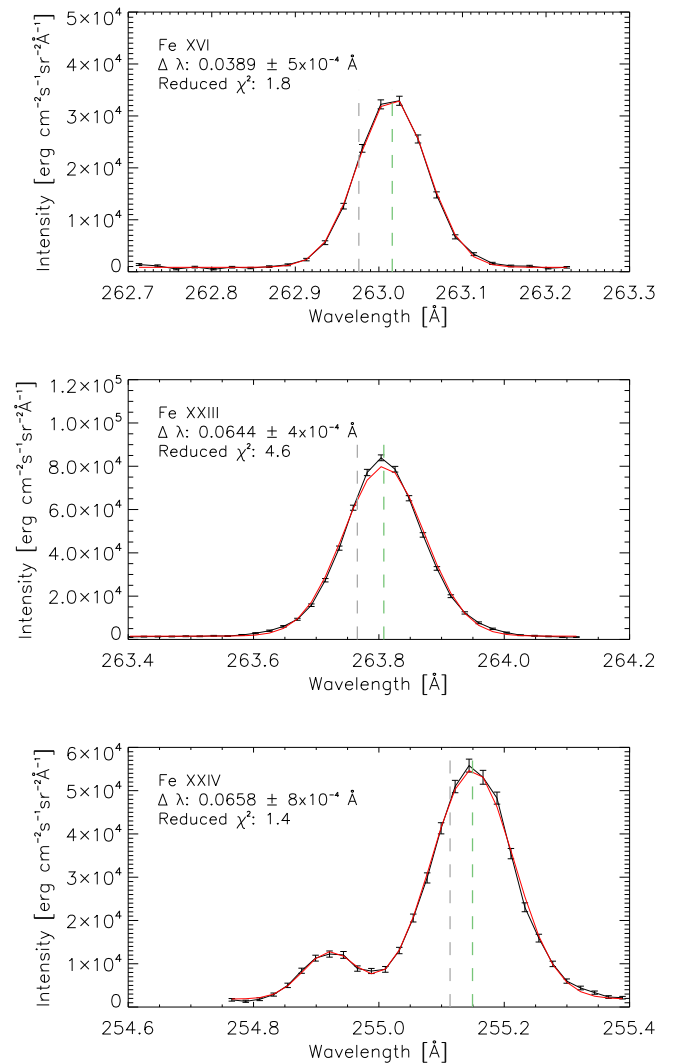 Fe XVI
Δ λ: 0.0389 ± 5x10⁻⁴ Å
Reduced χ²: 1.8
Intensity [erg cm⁻²s⁻¹sr⁻²Å⁻¹]
5×10⁴
4×10⁴
3×10⁴
2×10⁴
1×10⁴
0
262.7 262.8 262.9 263.0 263.1 263.2 263.3
Wavelength [Å]
Fe XXIII
Δ λ: 0.0644 ± 4x10⁻⁴ Å
Reduced χ²: 4.6
Intensity [erg cm⁻²s⁻¹sr⁻²Å⁻¹]
1.2×10⁵
1.0×10⁵
8.0×10⁴
6.0×10⁴
4.0×10⁴
2.0×10⁴
0
263.4 263.6 263.8 264.0 264.2
Wavelength [Å]
Fe XXIV
Δ λ: 0.0658 ± 8x10⁻⁴ Å
Reduced χ²: 1.4
Intensity [erg cm⁻²s⁻¹sr⁻²Å⁻¹]
6×10⁴
5×10⁴
4×10⁴
3×10⁴
2×10⁴
1×10⁴
0
254.6 254.8 255.0 255.2 255.4
Wavelength [Å]